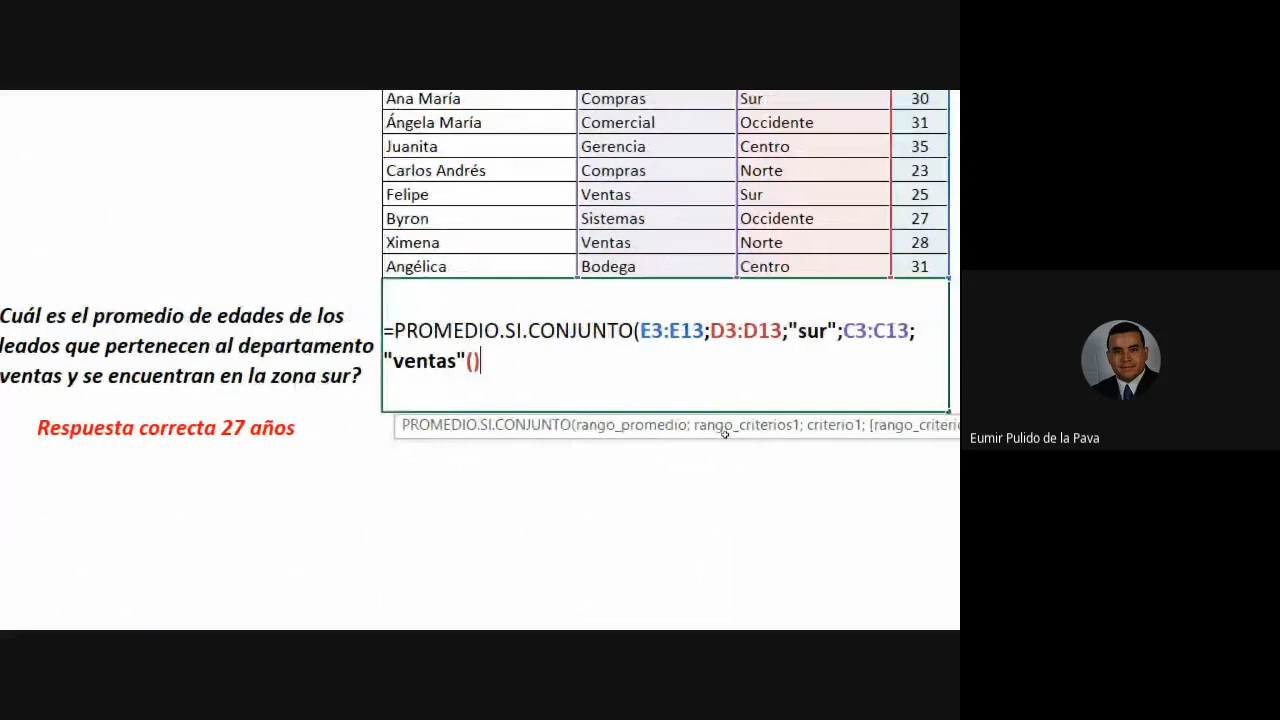 Ana María Compras Sur 30
Ángela María Comercial Occidente 31
Juanita Gerencia Centro 35
Carlos Andrés Compras Norte 23
Felipe Ventas Sur 25
Byron Sistemas Occidente 27
Ximena Ventas Norte 28
Angélica Bodega Centro 31
Cuál es el promedio de edades de los
leados que pertenecen al departamento
ventas y se encuentran en la zona sur?
Respuesta correcta 27 años
=PROMEDIO.SI.CONJUNTO(E3:E13;D3:D13;"sur";C3:C13;
"ventas"()
PROMEDIO.SI.CONJUNTO(rango_promedio; rango_criterios1; criterio1; [rango_criterio
Eumir Pulido de la Pava